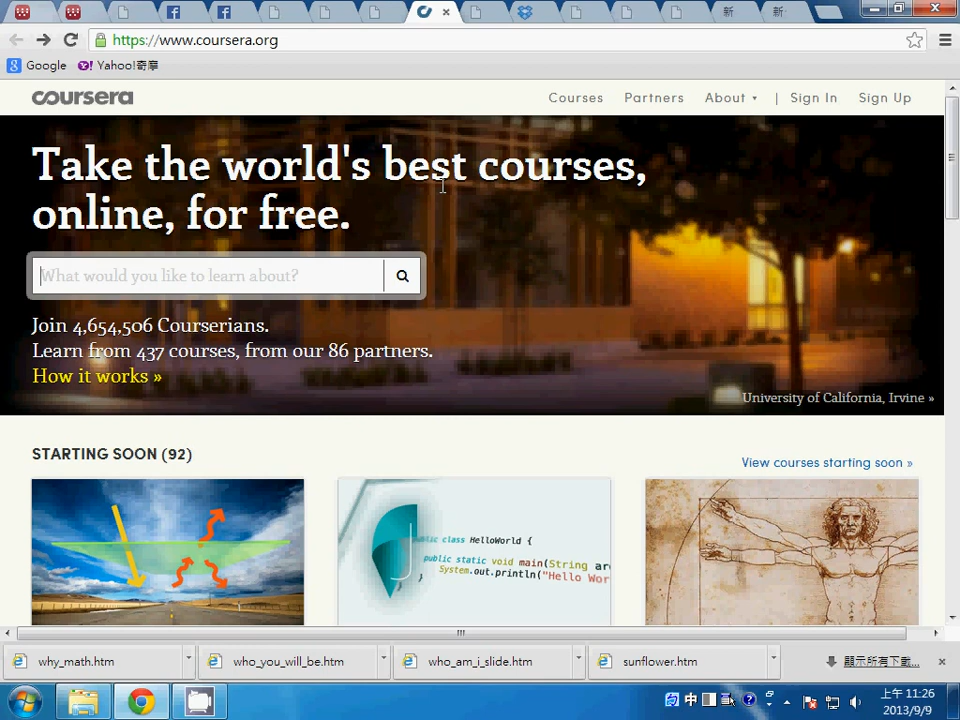 新
新
https://www.coursera.org
Google Yahoo!奇摩
coursera Courses Partners About | Sign In Sign Up
Take the world's best courses,
online, for free.
What would you like to learn about?
Join 4,654,506 Courserians.
Learn from 437 courses, from our 86 partners.
How it works »
University of California, Irvine »
STARTING SOON (92)
View courses starting soon »
public class HelloWorld {
public static void main(String
System.out.println("Hello Wor
}
why_math.htm who_you_will_be.htm who_am_i_slide.htm sunflower.htm 顯示所有下載...
中 上午 11:26
2013/9/9